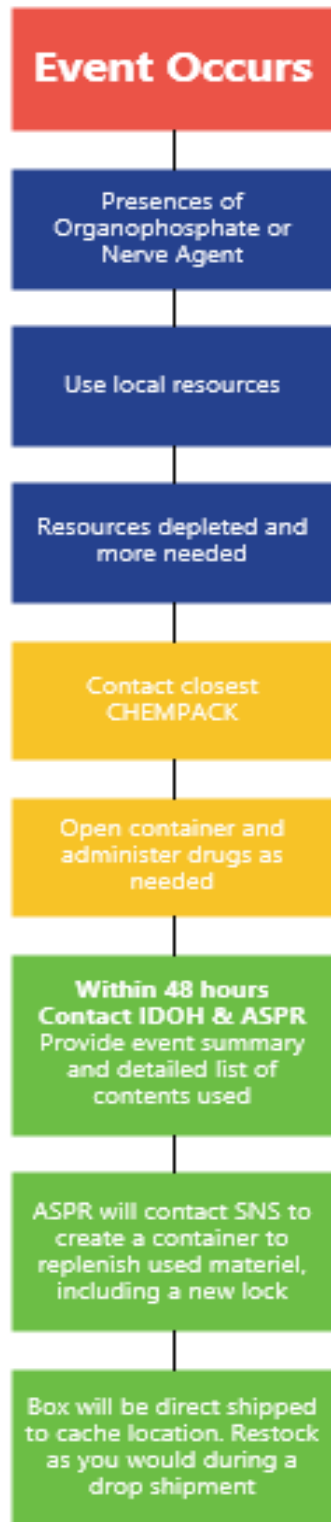 Event Occurs
Presences of
Organophosphate or
Nerve Agent
Use local resources
Resources depleted and
more needed
Contact closest
CHEMPACK
Open container and
administer drugs as
needed
Within 48 hours
Contact IDOH & ASPR
Provide event summary
and detailed list of
contents used
ASPR will contact SNS to
create a container to
replenish used materiel,
including a new lock
Box will be direct shipped
to cache location. Restock
as you would during a
drop shipment